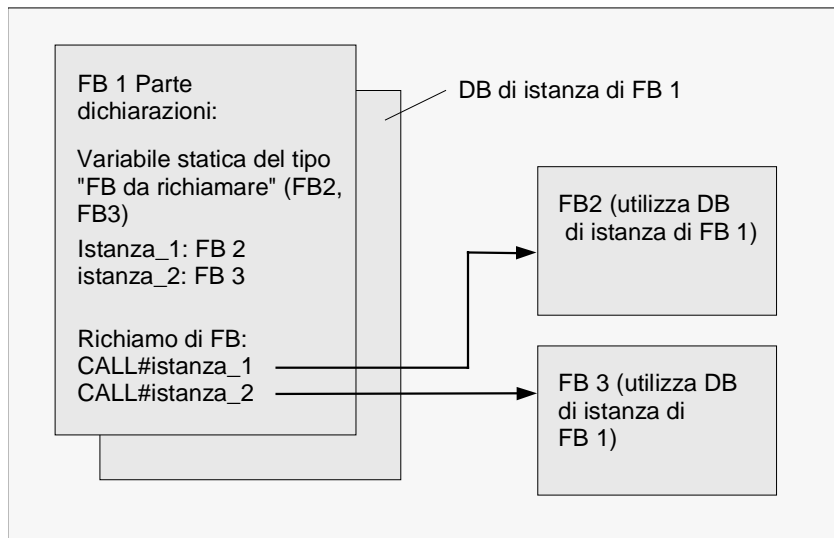 FB 1 Parte
dichiarazioni:
Variabile statica del tipo
"FB da richiamare" (FB2,
FB3)
Istanza_1: FB 2
istanza_2: FB 3
Richiamo di FB:
CALL#istanza_1
CALL#istanza_2
DB di istanza di FB 1
FB2 (utilizza DB
di istanza di FB 1)
FB 3 (utilizza DB
di istanza di
FB 1)